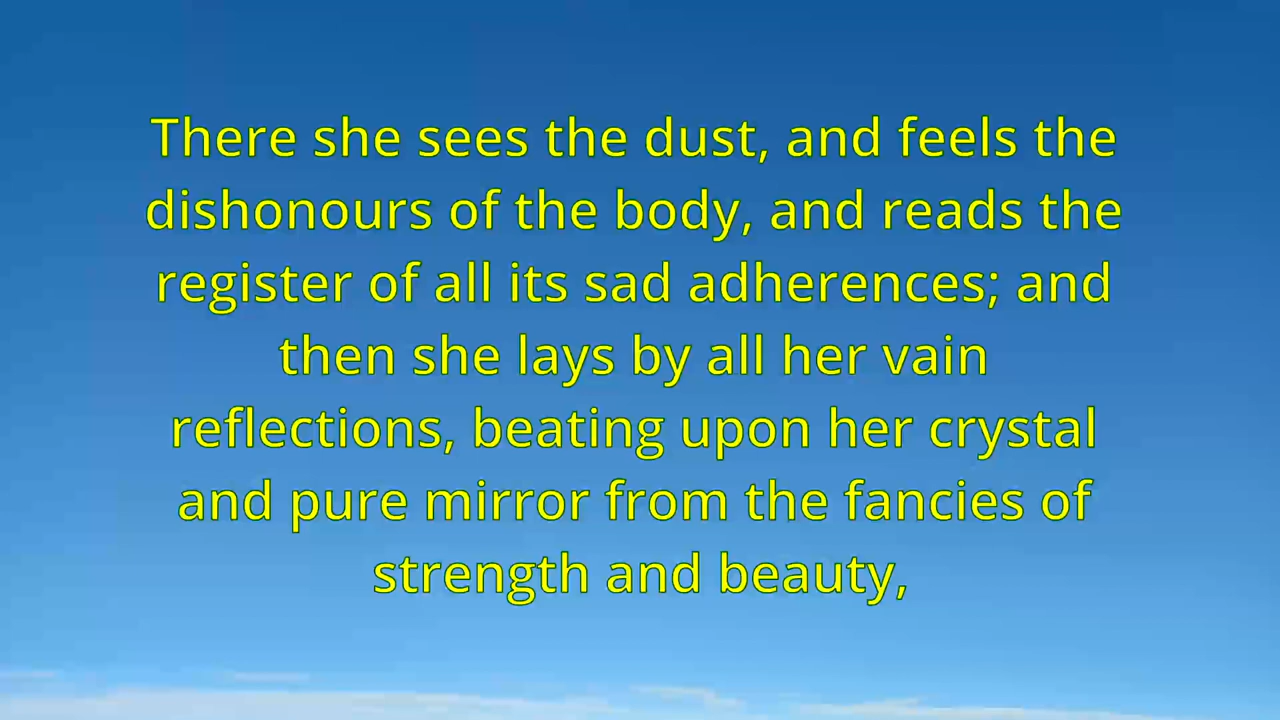 There she sees the dust, and feels the
dishonours of the body, and reads the
register of all its sad adherences; and
then she lays by all her vain
reflections, beating upon her crystal
and pure mirror from the fancies of
strength and beauty,